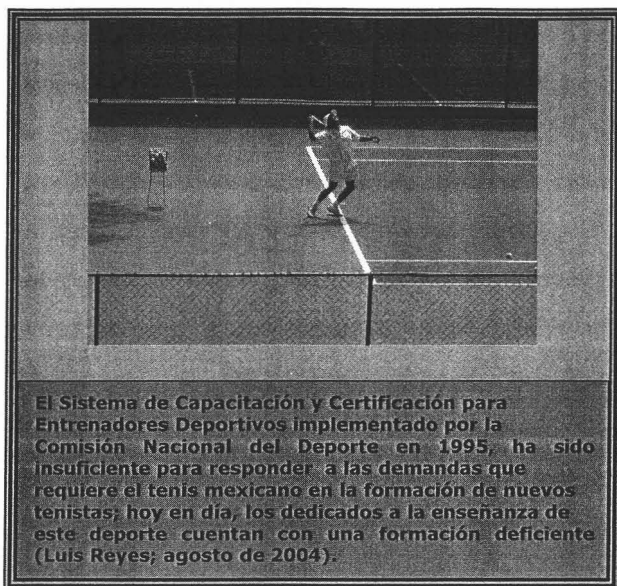 El Sistema de Capacitación y Certificación para
Entrenadores Deportivos implementado por la
Comisión Nacional del Deporte en 1995, ha sido
insuficiente para responder a las demandas que
requiere el tenis mexicano en la formación de nuevos
tenistas; hoy en día, los dedicados a la enseñanza de
este deporte cuentan con una formación deficiente
(Luis Reyes; agosto de 2004).